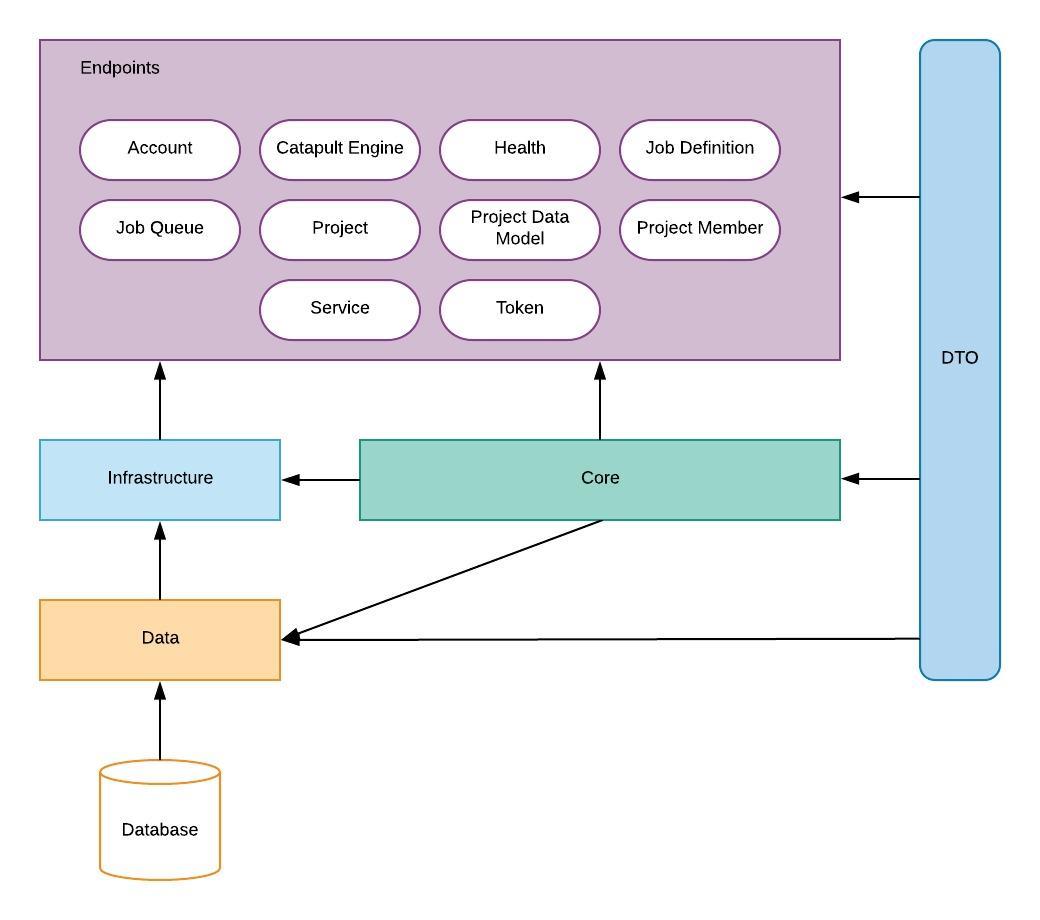 Endpoints
Account
Catapult Engine
Health
Job Definition
Job Queue
Project
Project Data
Model
Project Member
Service
Token
DTO
Infrastructure
Core
Data
Database